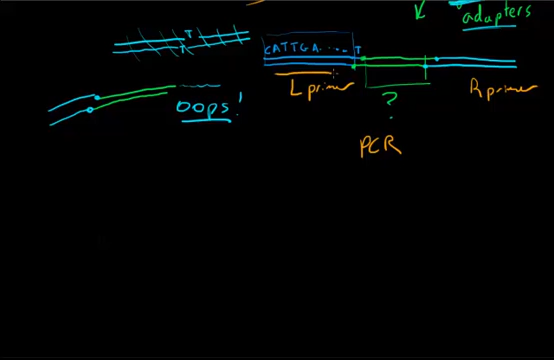 K
adapters
T
T
CATTGA.....
T
L primer
?
R primer
oops!
PCR